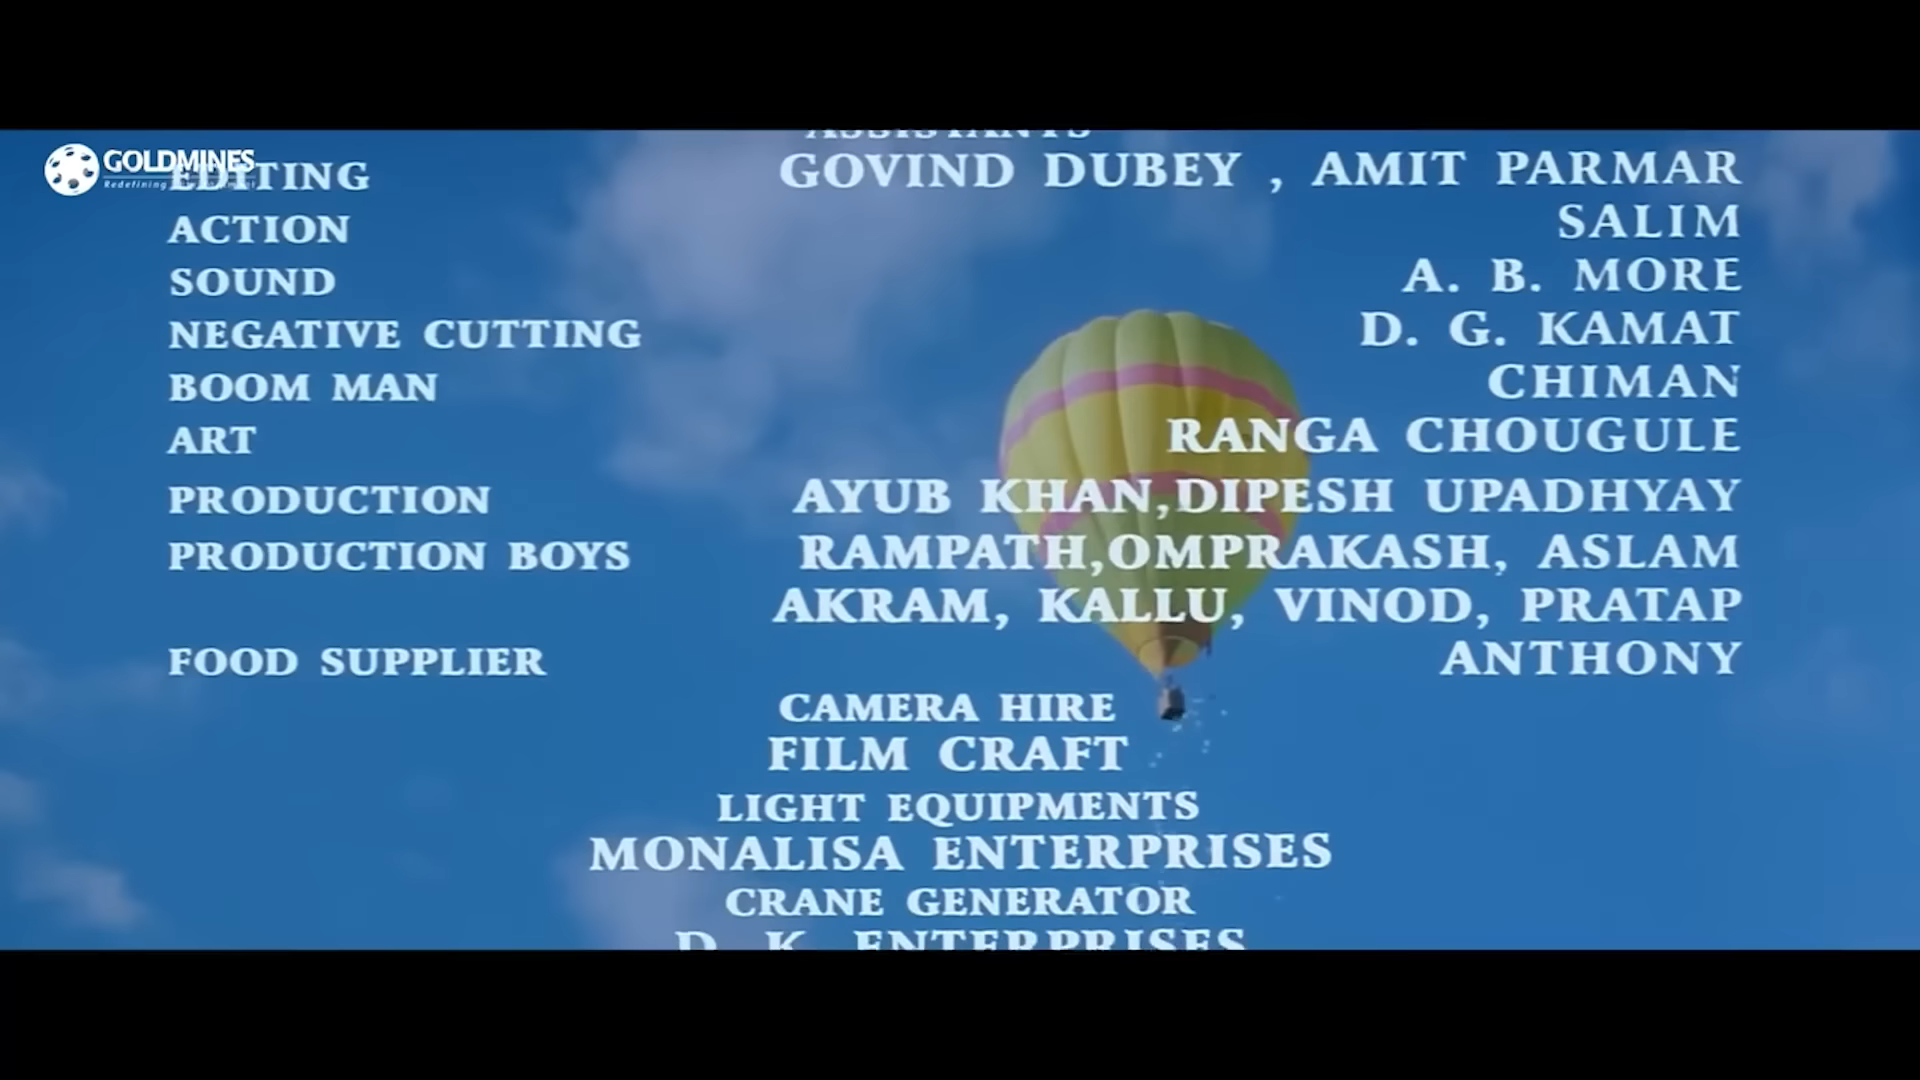 ASSISTANTS
GOLDMINES
EDITING GOVIND DUBEY , AMIT PARMAR
ACTION SALIM
SOUND A. B. MORE
NEGATIVE CUTTING D. G. KAMAT
BOOM MAN CHIMAN
ART RANGA CHOUGULE
PRODUCTION AYUB KHAN,DIPESH UPADHYAY
PRODUCTION BOYS RAMPATH,OMPRAKASH, ASLAM
AKRAM, KALLU, VINOD, PRATAP
FOOD SUPPLIER ANTHONY
CAMERA HIRE
FILM CRAFT
LIGHT EQUIPMENTS
MONALISA ENTERPRISES
CRANE GENERATOR
D. K. ENTERPRISES